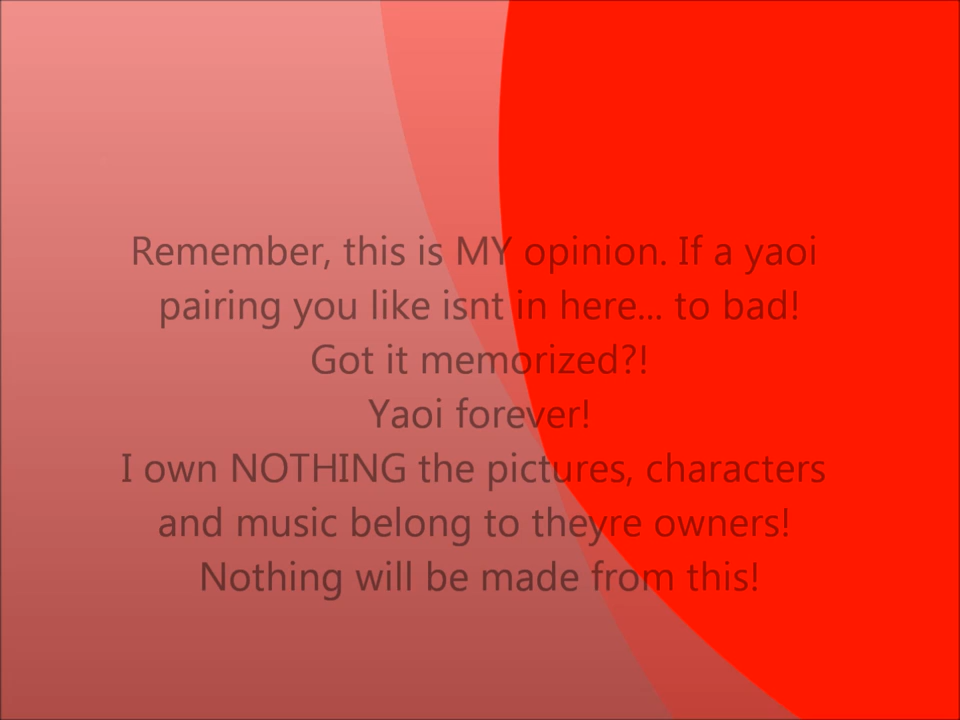 Remember, this is MY opinion. If a yaoi
pairing you like isnt in here... to bad!
Got it memorized?!
Yaoi forever!
I own NOTHING the pictures, characters
and music belong to theyre owners!
Nothing will be made from this!